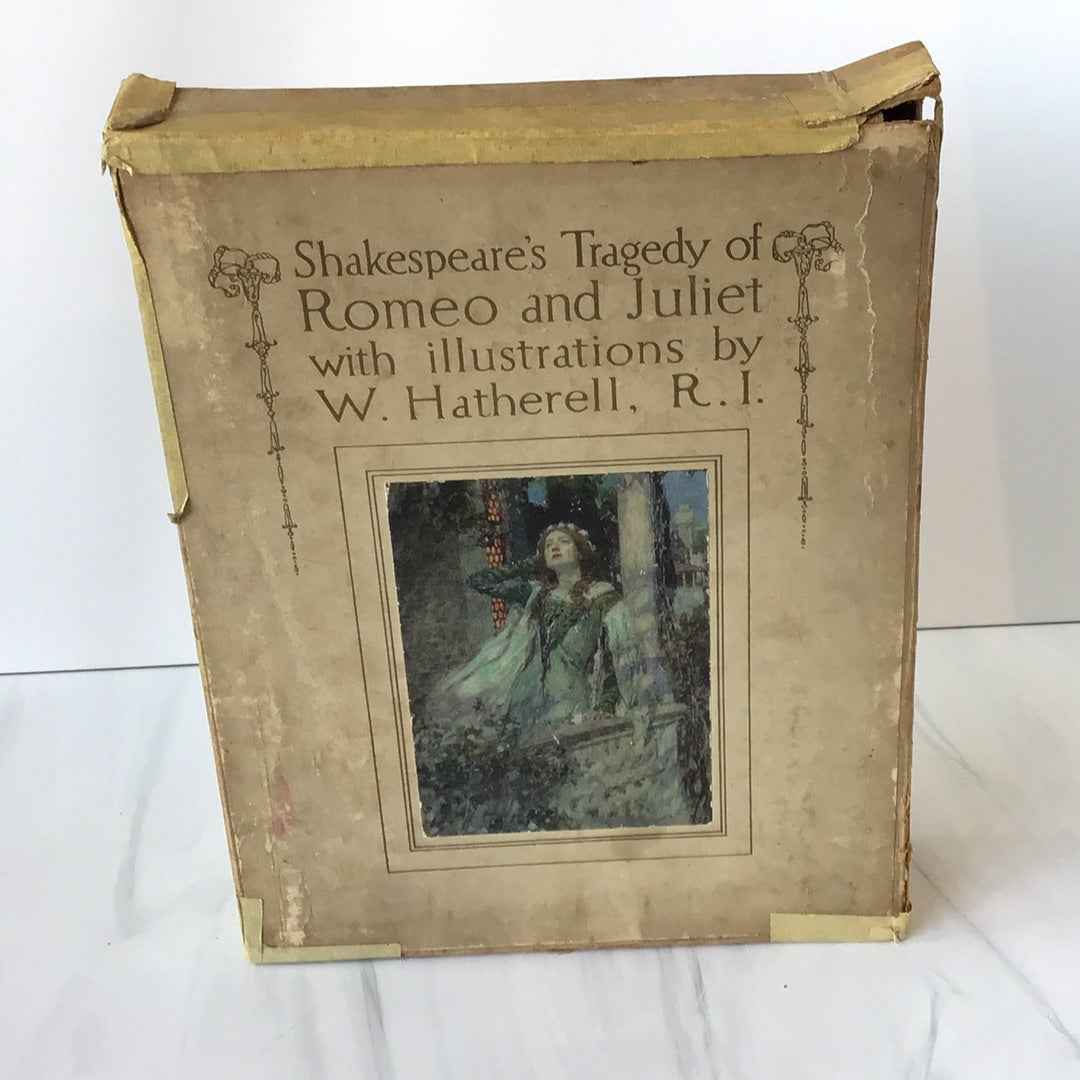 Shakespeare's Tragedy of
Romeo and Juliet
with illustrations by
W. Hatherell, R. I.